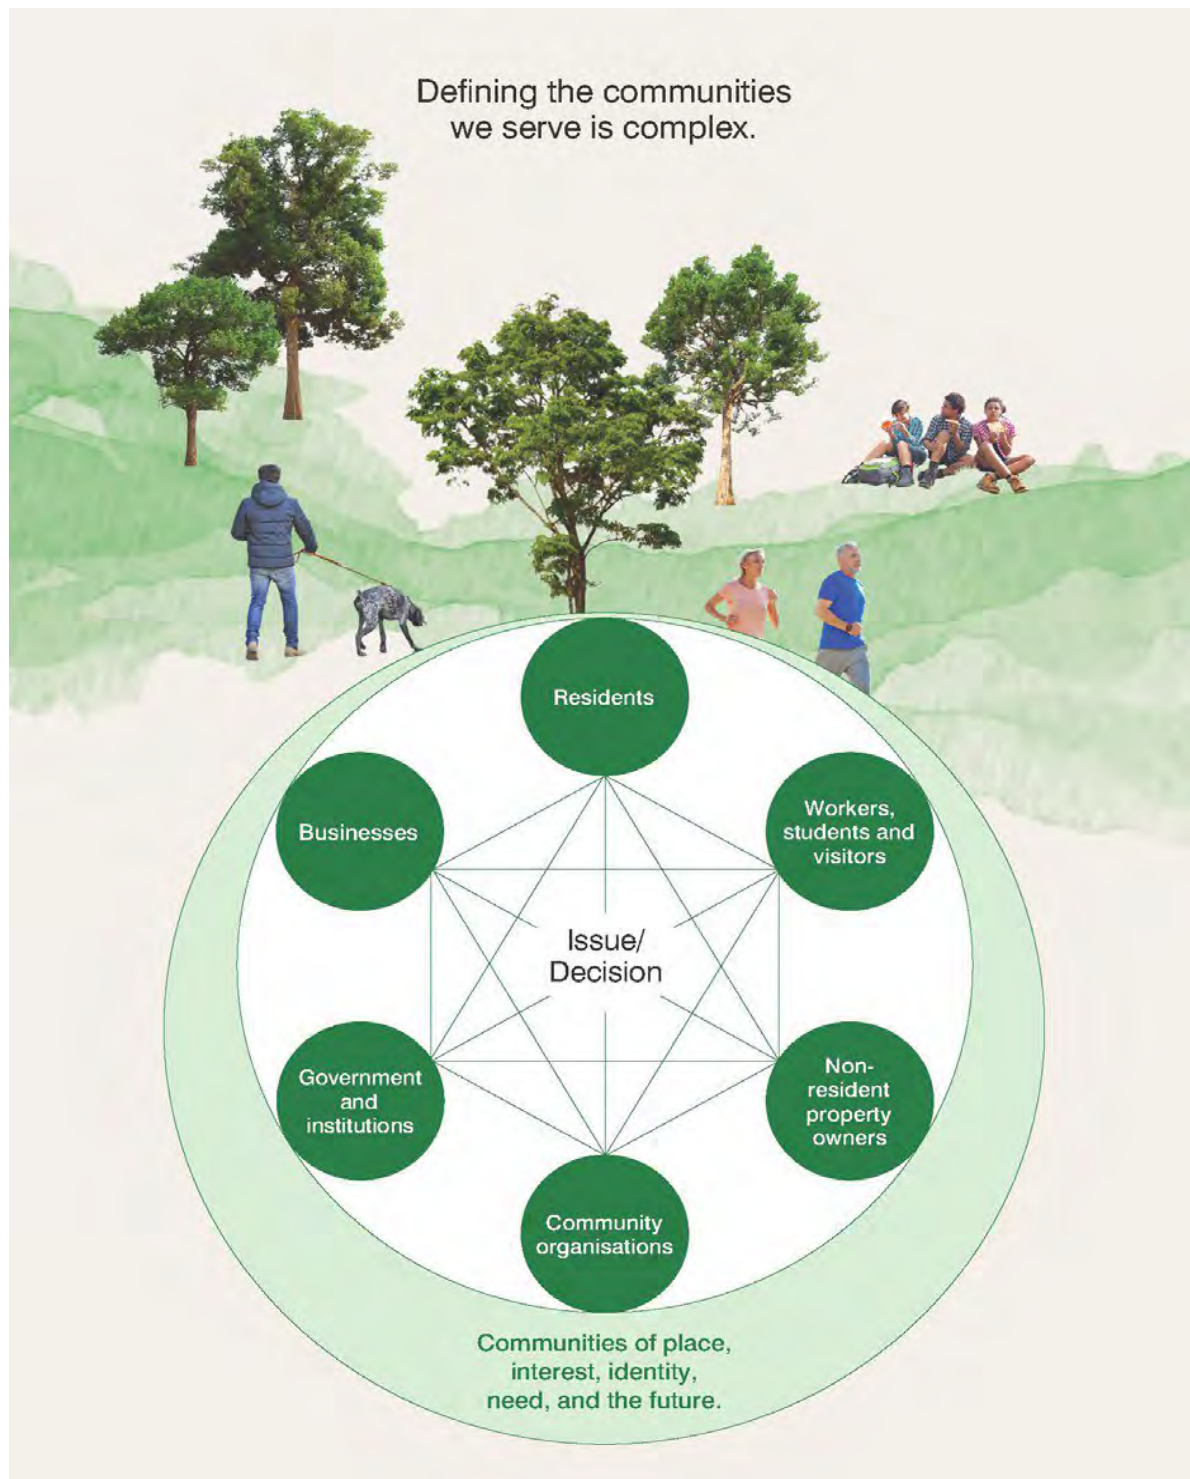 Defining the communities
we serve is complex.
Residents
Businesses
Workers,
students and
visitors
Issue/
Decision
Government
and
institutions
Non-
resident
property
owners
Community
organisations
Communities of place,
interest, identity,
need, and the future.